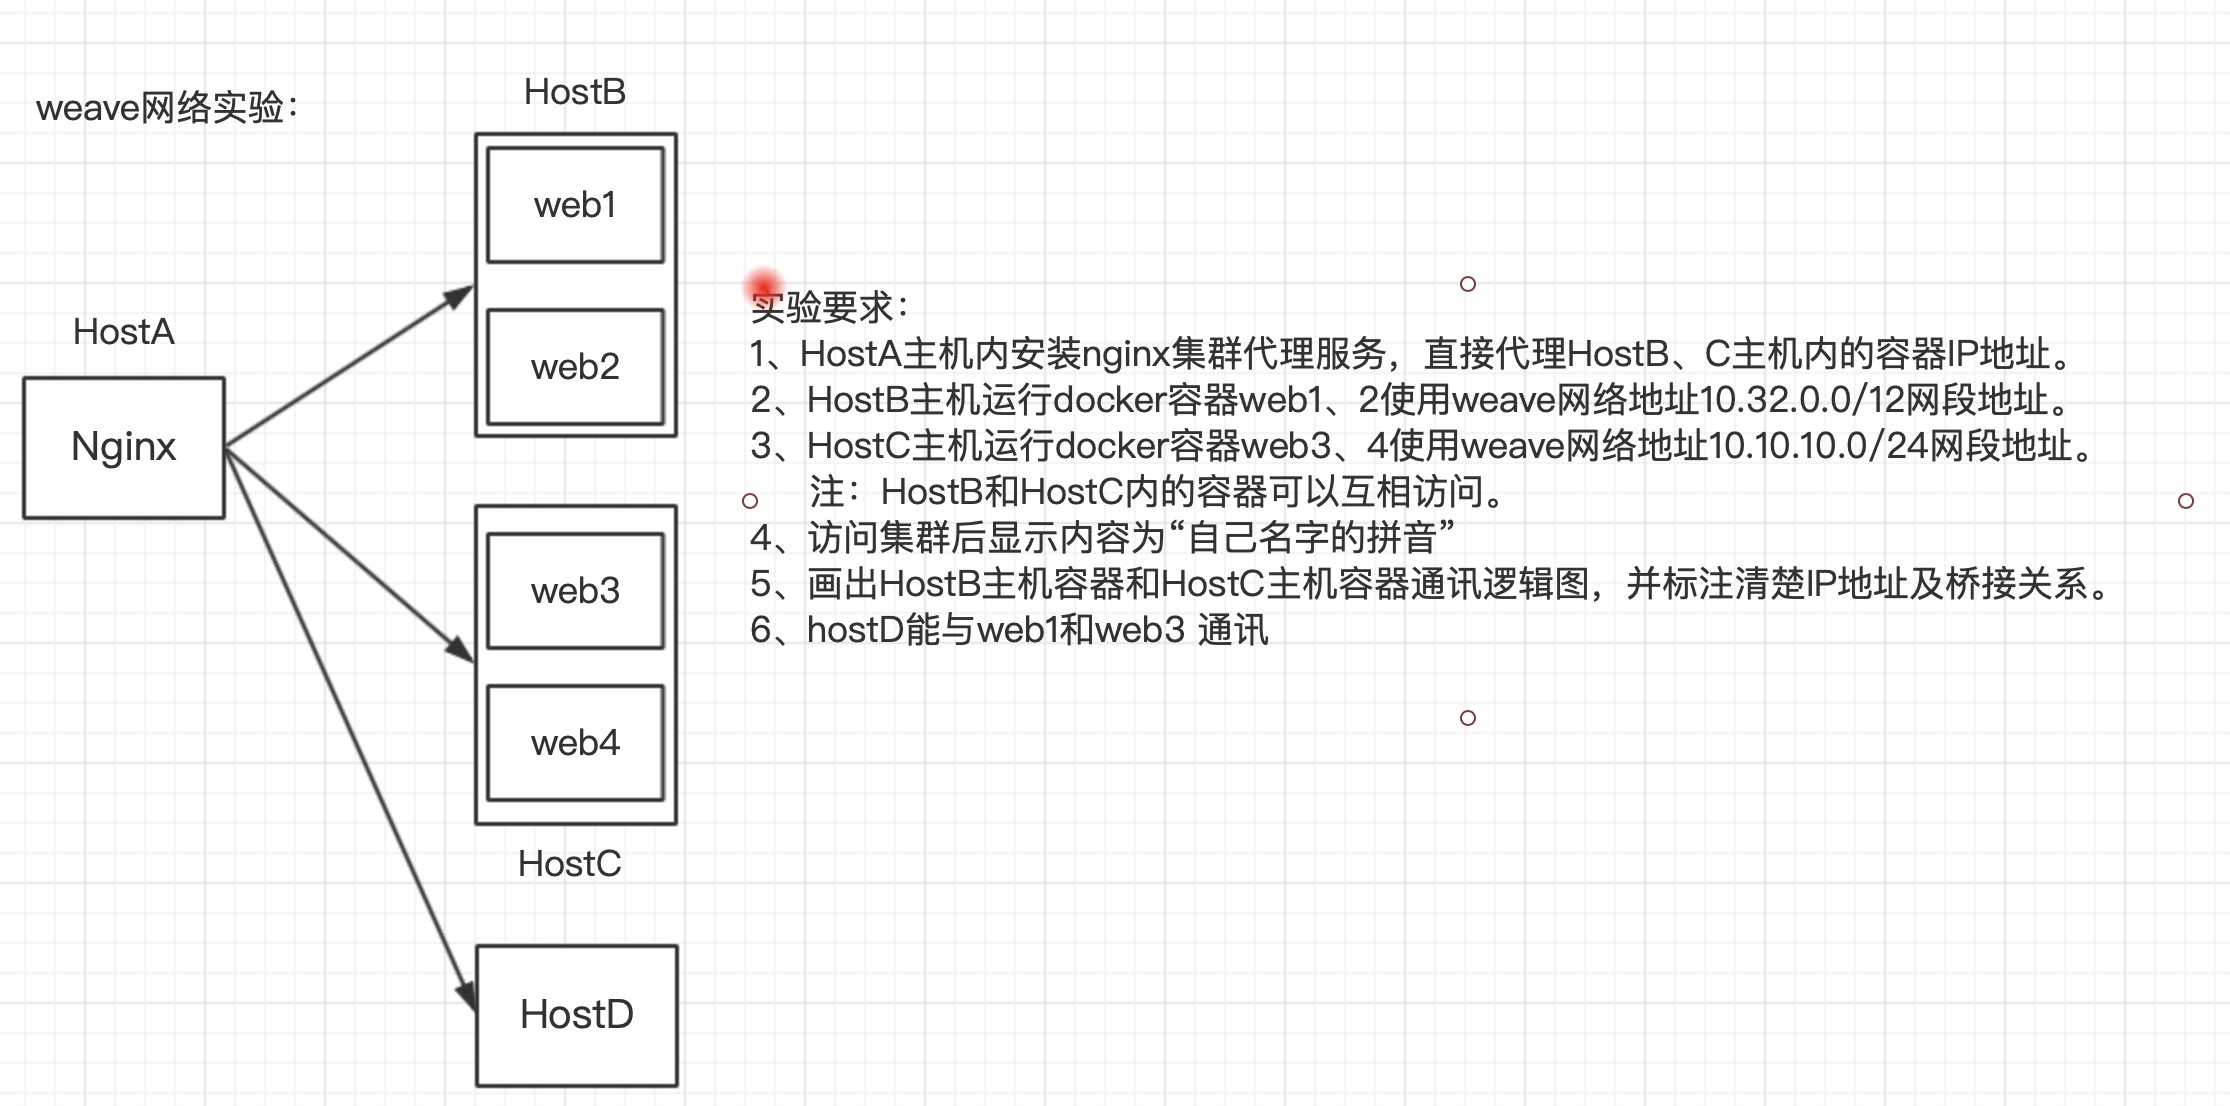 weave网络实验：
HostB
web1
web2
HostA
Nginx
web3
web4
HostC
HostD
实验要求：
1、HostA主机内安装nginx集群代理服务，直接代理HostB、C主机内的容器IP地址。
2、HostB主机运行docker容器web1、2使用weave网络地址10.32.0.0/12网段地址。
3、HostC主机运行docker容器web3、4使用weave网络地址10.10.10.0/24网段地址。
注：HostB和HostC内的容器可以互相访问。
4、访问集群后显示内容为“自己名字的拼音”
5、画出HostB主机容器和HostC主机容器通讯逻辑图，并标注清楚IP地址及桥接关系。
6、hostD能与web1和web3 通讯